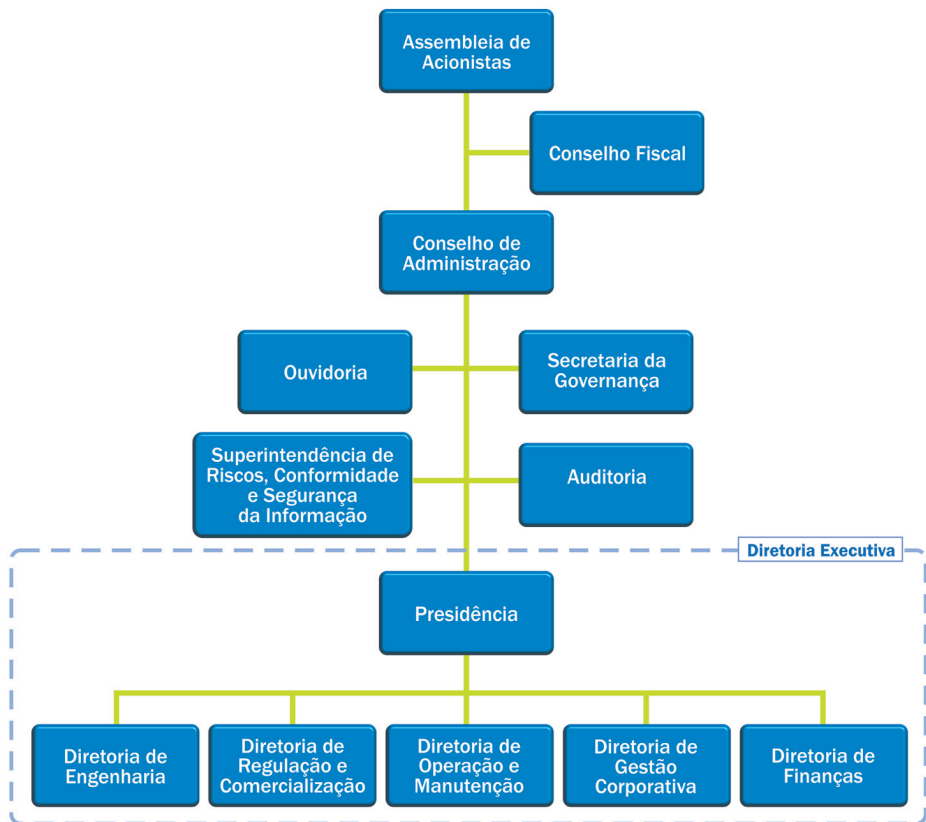 Assembleia de
Acionistas
Conselho Fiscal
Conselho de
Administração
Ouvidoria
Secretaria da
Governança
Superintendência de
Riscos, Conformidade
e Segurança
da Informação
Auditoria
Diretoria Executiva
Presidência
Diretoria de
Engenharia
Diretoria de
Regulação e
Comercialização
Diretoria de
Operação e
Manutenção
Diretoria de
Gestão
Corporativa
Diretoria de
Finanças